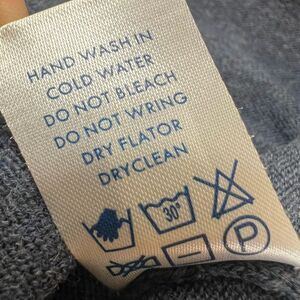 HAND WASH IN
COLD WATER
DO NOT BLEACH
DO NOT WRING
DRY FLATOR
DRYCLEAN
30°
P